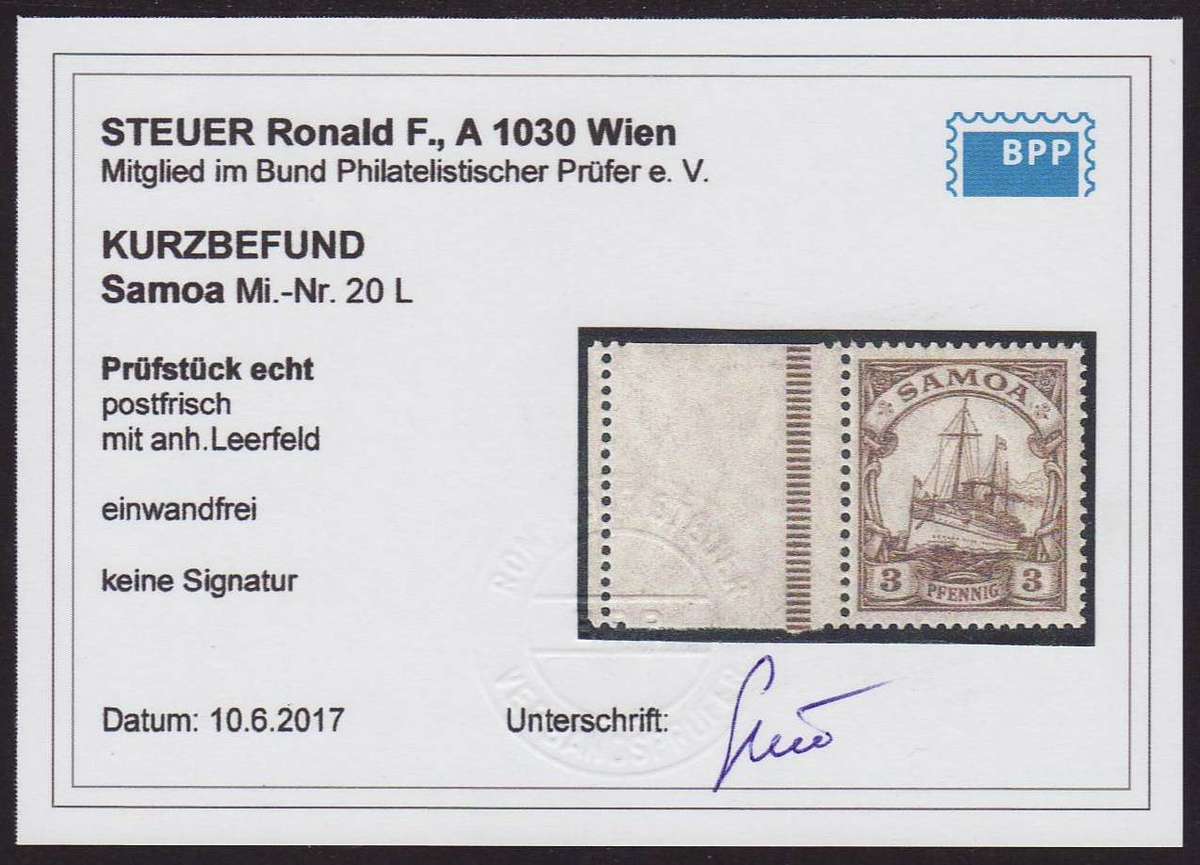 STEUER Ronald F., A 1030 Wien
Mitglied im Bund Philatelistischer Prüfer e. V.
BPP
KURZBEFUND
Samoa Mi.-Nr. 20 L
Prüfstück echt
postfrisch
mit anh.Leerfeld
einwandfrei
keine Signatur
SAMOA
3 PFENNIG 3
Datum: 10.6.2017
Unterschrift: